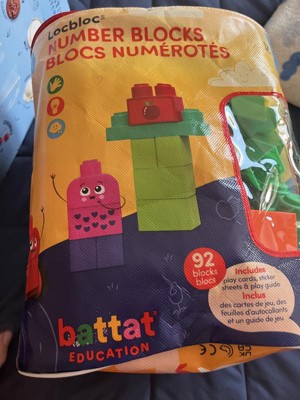 Locbloc
NUMBER BLOCKS
BLOCS NUMÉROTÉS
92
blocks
blocs
Includes
play cards, sticker
sheets & play guide
Inclus
des cartes de jeu, des
feuilles d'autocollants
et un guide de jeu
battat
EDUCATION
CE